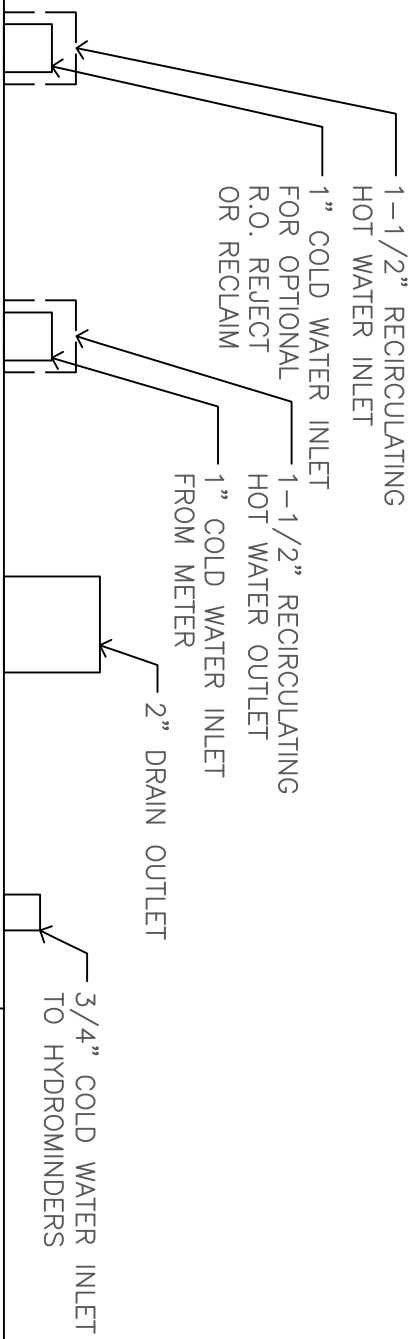 1-1/2" RECIRCULATING
HOT WATER INLET
1" COLD WATER INLET
FOR OPTIONAL
R.O. REJECT
OR RECLAIM
1-1/2" RECIRCULATING
HOT WATER OUTLET
1" COLD WATER INLET
FROM METER
2" DRAIN OUTLET
3/4" COLD WATER INLET
TO HYDROMINDERS